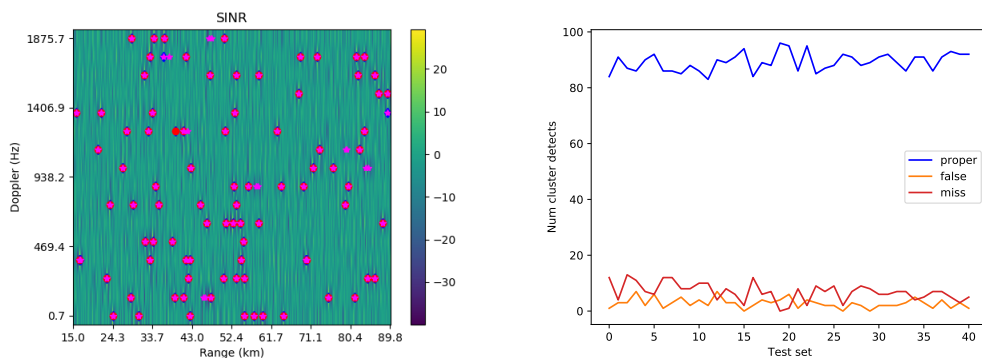 SINR
Doppler (Hz)
1875.7
1406.9
938.2
469.4
0.7
15.0 24.3 33.7 43.0 52.4 61.7 71.1 80.4 89.8
Range (km)
20
10
0
−10
−20
−30
Num cluster detects
100
80
60
40
20
0
0 5 10 15 20 25 30 35 40
Test set
proper
false
miss